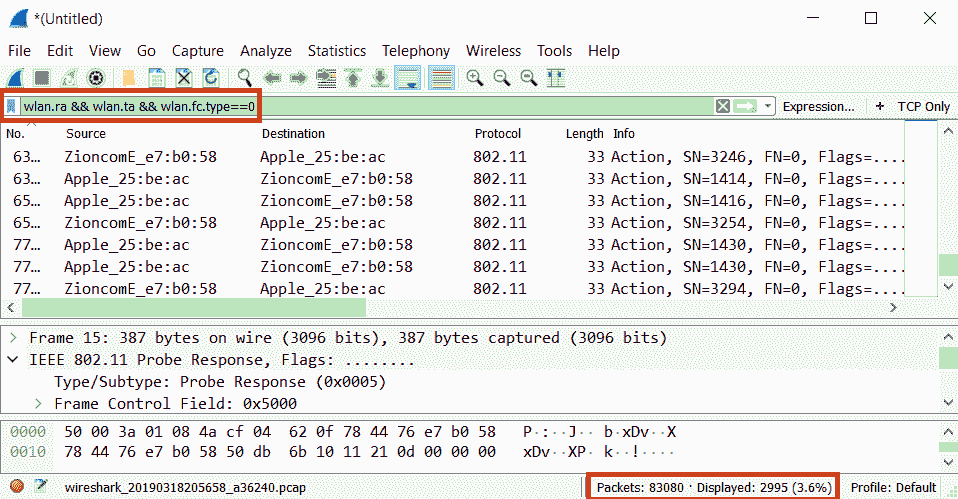 *(Untitled)
File Edit View Go Capture Analyze Statistics Telephony Wireless Tools Help
wlan.ra && wlan.ta && wlan.fc.type==0 Expression... + TCP Only
No. Source Destination Protocol Length Info
63... ZioncomE_e7:b0:58 Apple_25:be:ac 802.11 33 Action, SN=3246, FN=0, Flags=....
63... Apple_25:be:ac ZioncomE_e7:b0:58 802.11 33 Action, SN=1414, FN=0, Flags=....
65... Apple_25:be:ac ZioncomE_e7:b0:58 802.11 33 Action, SN=1416, FN=0, Flags=....
65... ZioncomE_e7:b0:58 Apple_25:be:ac 802.11 33 Action, SN=3254, FN=0, Flags=....
77... Apple_25:be:ac ZioncomE_e7:b0:58 802.11 33 Action, SN=1430, FN=0, Flags=....
77... Apple_25:be:ac ZioncomE_e7:b0:58 802.11 33 Action, SN=1430, FN=0, Flags=....
77... ZioncomE_e7:b0:58 Apple_25:be:ac 802.11 33 Action, SN=3294, FN=0, Flags=....
Frame 15: 387 bytes on wire (3096 bits), 387 bytes captured (3096 bits)
IEEE 802.11 Probe Response, Flags: ........
Type/Subtype: Probe Response (0x0005)
Frame Control Field: 0x5000
0000 50 00 3a 01 08 4a cf 04 62 0f 78 44 76 e7 b0 58 P·:··J·· b·xDv··X
0010 78 44 76 e7 b0 58 50 db 6b 10 11 21 0d 00 00 00 xDv··XP· k··!····
wireshark_20190318205658_a36240.pcap Packets: 83080 · Displayed: 2995 (3.6%) Profile: Default